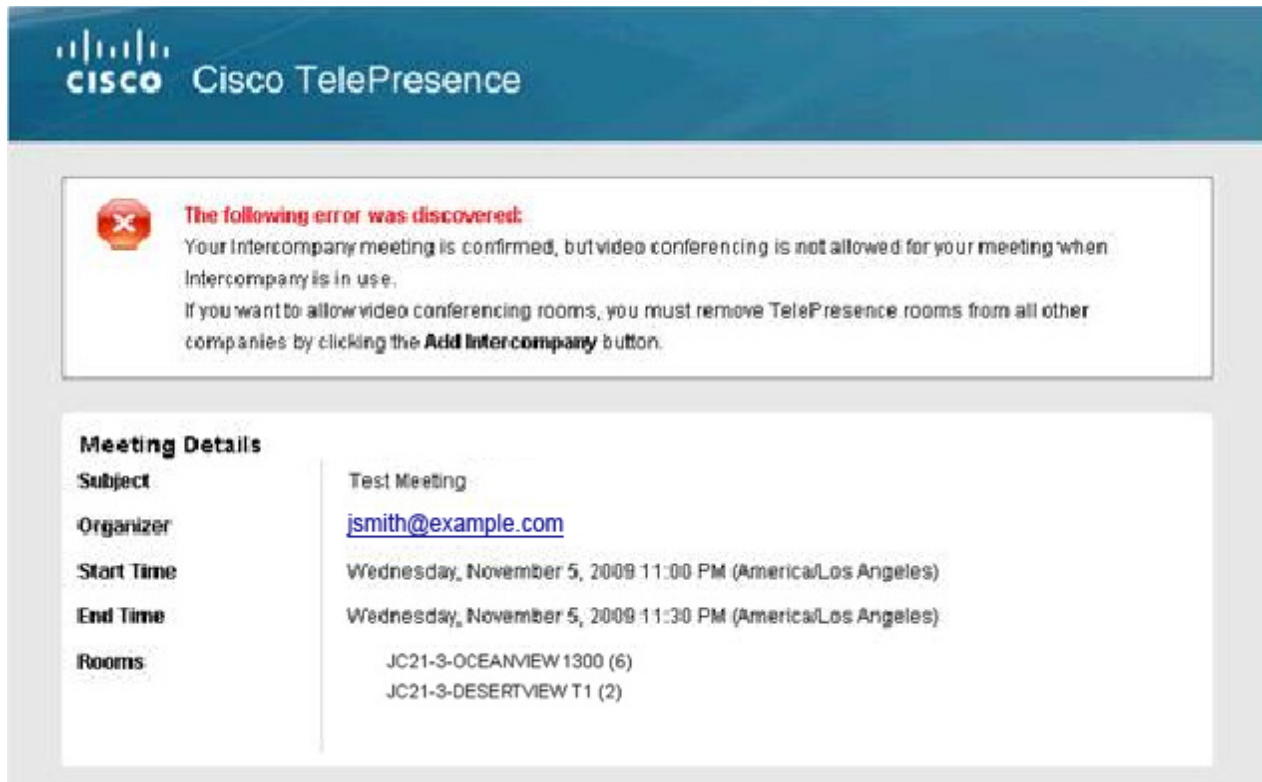 CISCO Cisco TelePresence
The following error was discovered:
Your Intercompany meeting is confirmed, but video conferencing is not allowed for your meeting when
Intercompany is in use.
If you want to allow video conferencing rooms, you must remove TelePresence rooms from all other
companies by clicking the Add Intercompany button.
Meeting Details
Subject Test Meeting
Organizer jsmith@example.com
Start Time Wednesday, November 5, 2009 11:00 PM (America/Los Angeles)
End Time Wednesday, November 5, 2009 11:30 PM (America/Los Angeles)
Rooms JC21-3-OCEANVIEW 1300 (6)
JC21-3-DESERTVIEW T1 (2)